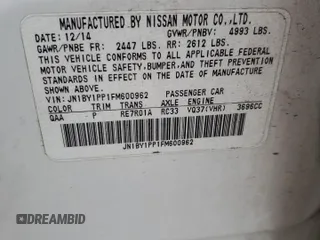 MANUFACTURED BY NISSAN MOTOR CO.,LTD.
DATE 12/14 GVWR/PNBV: 4993 LBS.
GAWR/PNBE FR: 2447 LBS. RR: 2612 LBS.
THIS VEHICLE CONFORMS TO ALL APPLICABLE FEDERAL
MOTOR VEHICLE SAFETY,BUMPER,AND THEFT PREVENTION
STANDARDS IN EFFECT ON THE DATE OF MANUFACTURE
SHOWN ABOVE.
VIN: JN1BY1PP1FM600962 PASSENGER CAR
COLOR TRIM TRANS AXLE ENGINE
QAA P RE7R01A RC33 VQ37(VHR) 3696CC
JN1BY1PP1FM600962
DREAMBID